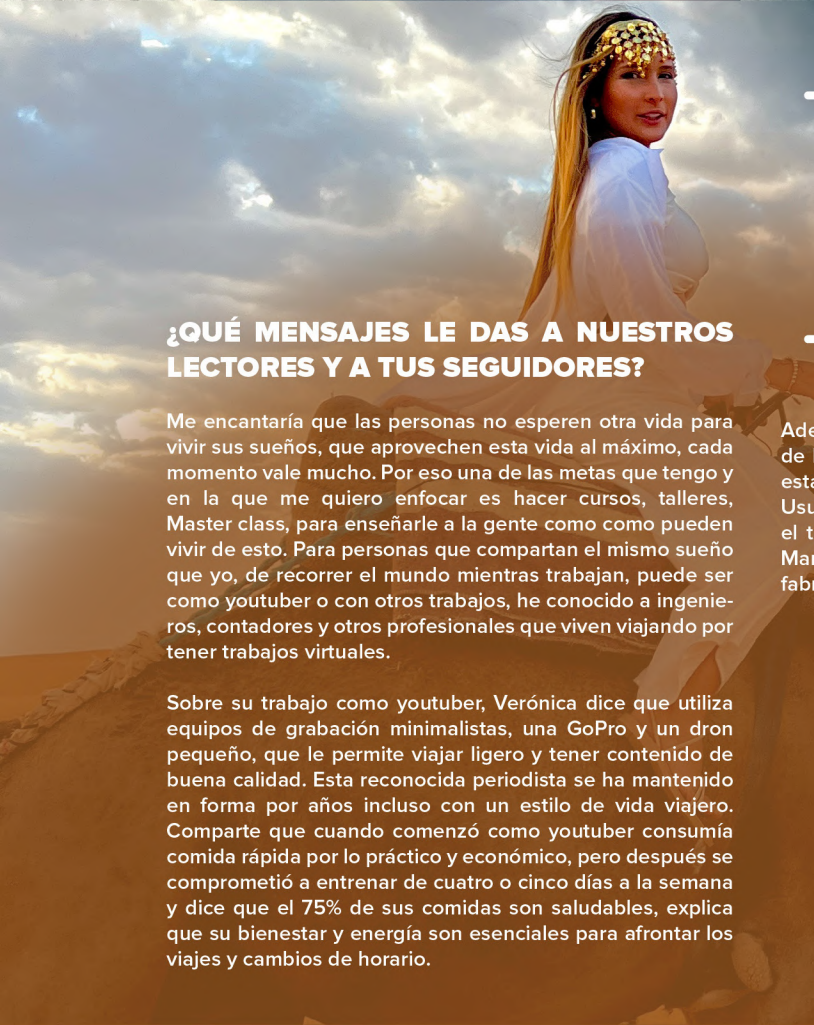 ¿QUÉ MENSAJES LE DAS A NUESTROS
LECTORES Y A TUS SEGUIDORES?
Me encantaría que las personas no esperen otra vida para
vivir sus sueños, que aprovechen esta vida al máximo, cada
momento vale mucho. Por eso una de las metas que tengo y
en la que me quiero enfocar es hacer cursos, talleres,
Master class, para enseñarle a la gente como como pueden
vivir de esto. Para personas que compartan el mismo sueño
que yo, de recorrer el mundo mientras trabajan, puede ser
como youtuber o con otros trabajos, he conocido a ingenie-
ros, contadores y otros profesionales que viven viajando por
tener trabajos virtuales.
Sobre su trabajo como youtuber, Verónica dice que utiliza
equipos de grabación minimalistas, una GoPro y un dron
pequeño, que le permite viajar ligero y tener contenido de
buena calidad. Esta reconocida periodista se ha mantenido
en forma por años incluso con un estilo de vida viajero.
Comparte que cuando comenzó como youtuber consumía
comida rápida por lo práctico y económico, pero después se
comprometió a entrenar de cuatro o cinco días a la semana
y dice que el 75% de sus comidas son saludables, explica
que su bienestar y energía son esenciales para afrontar los
viajes y cambios de horario.
de
el